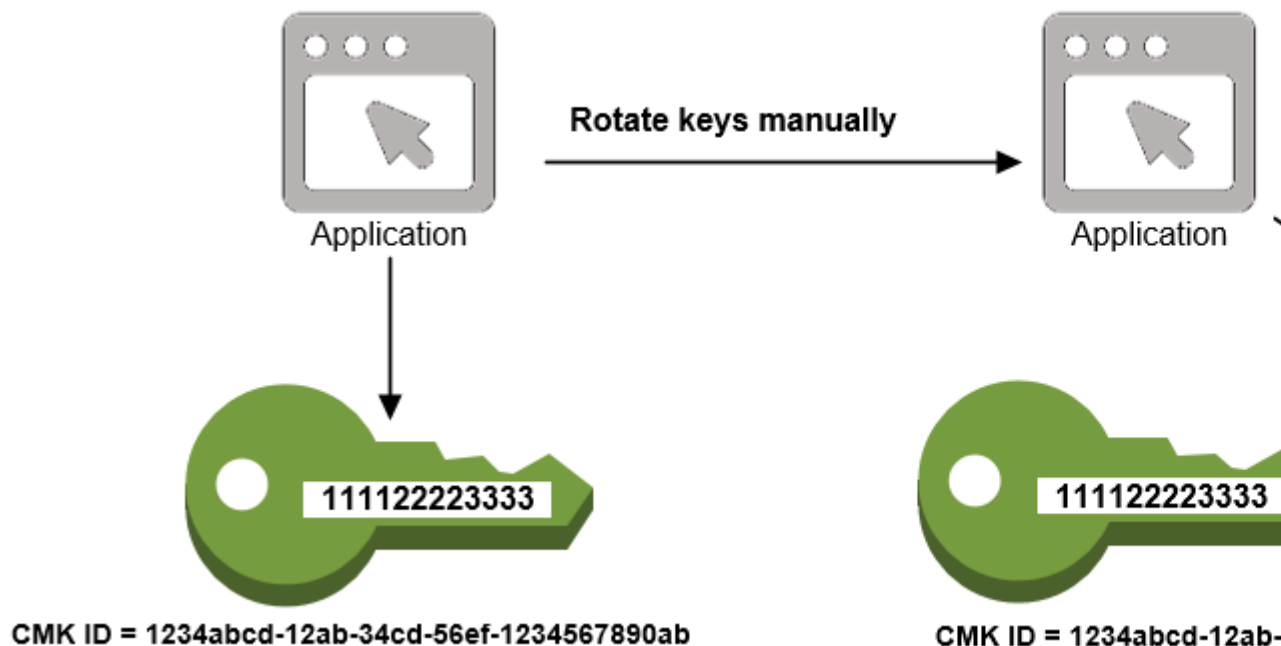 Rotate keys manually
Application
Application
111122223333
111122223333
CMK ID = 1234abcd-12ab-34cd-56ef-1234567890ab
CMK ID = 1234abcd-12ab-